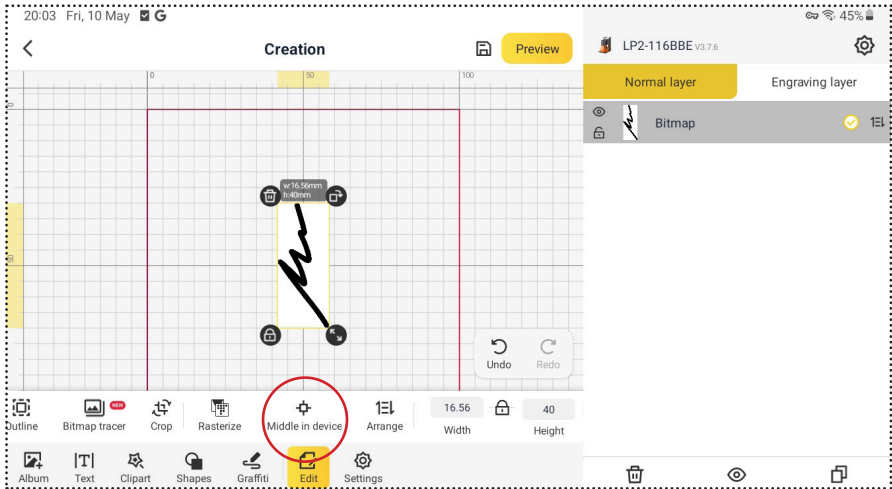 20:03 Fri, 10 May G 45%
Creation
Preview
LP2-116BBE V3.7.6
Normal layer
Engraving layer
Bitmap
0 50 100
0
50
w:16.56mm
h:40mm
Undo
Redo
Outline
Bitmap tracer
NEW
Crop
Rasterize
Middle in device
Arrange
16.56
Width
40
Height
Album
|T|
Text
Clipart
Shapes
Graffiti
Edit
Settings